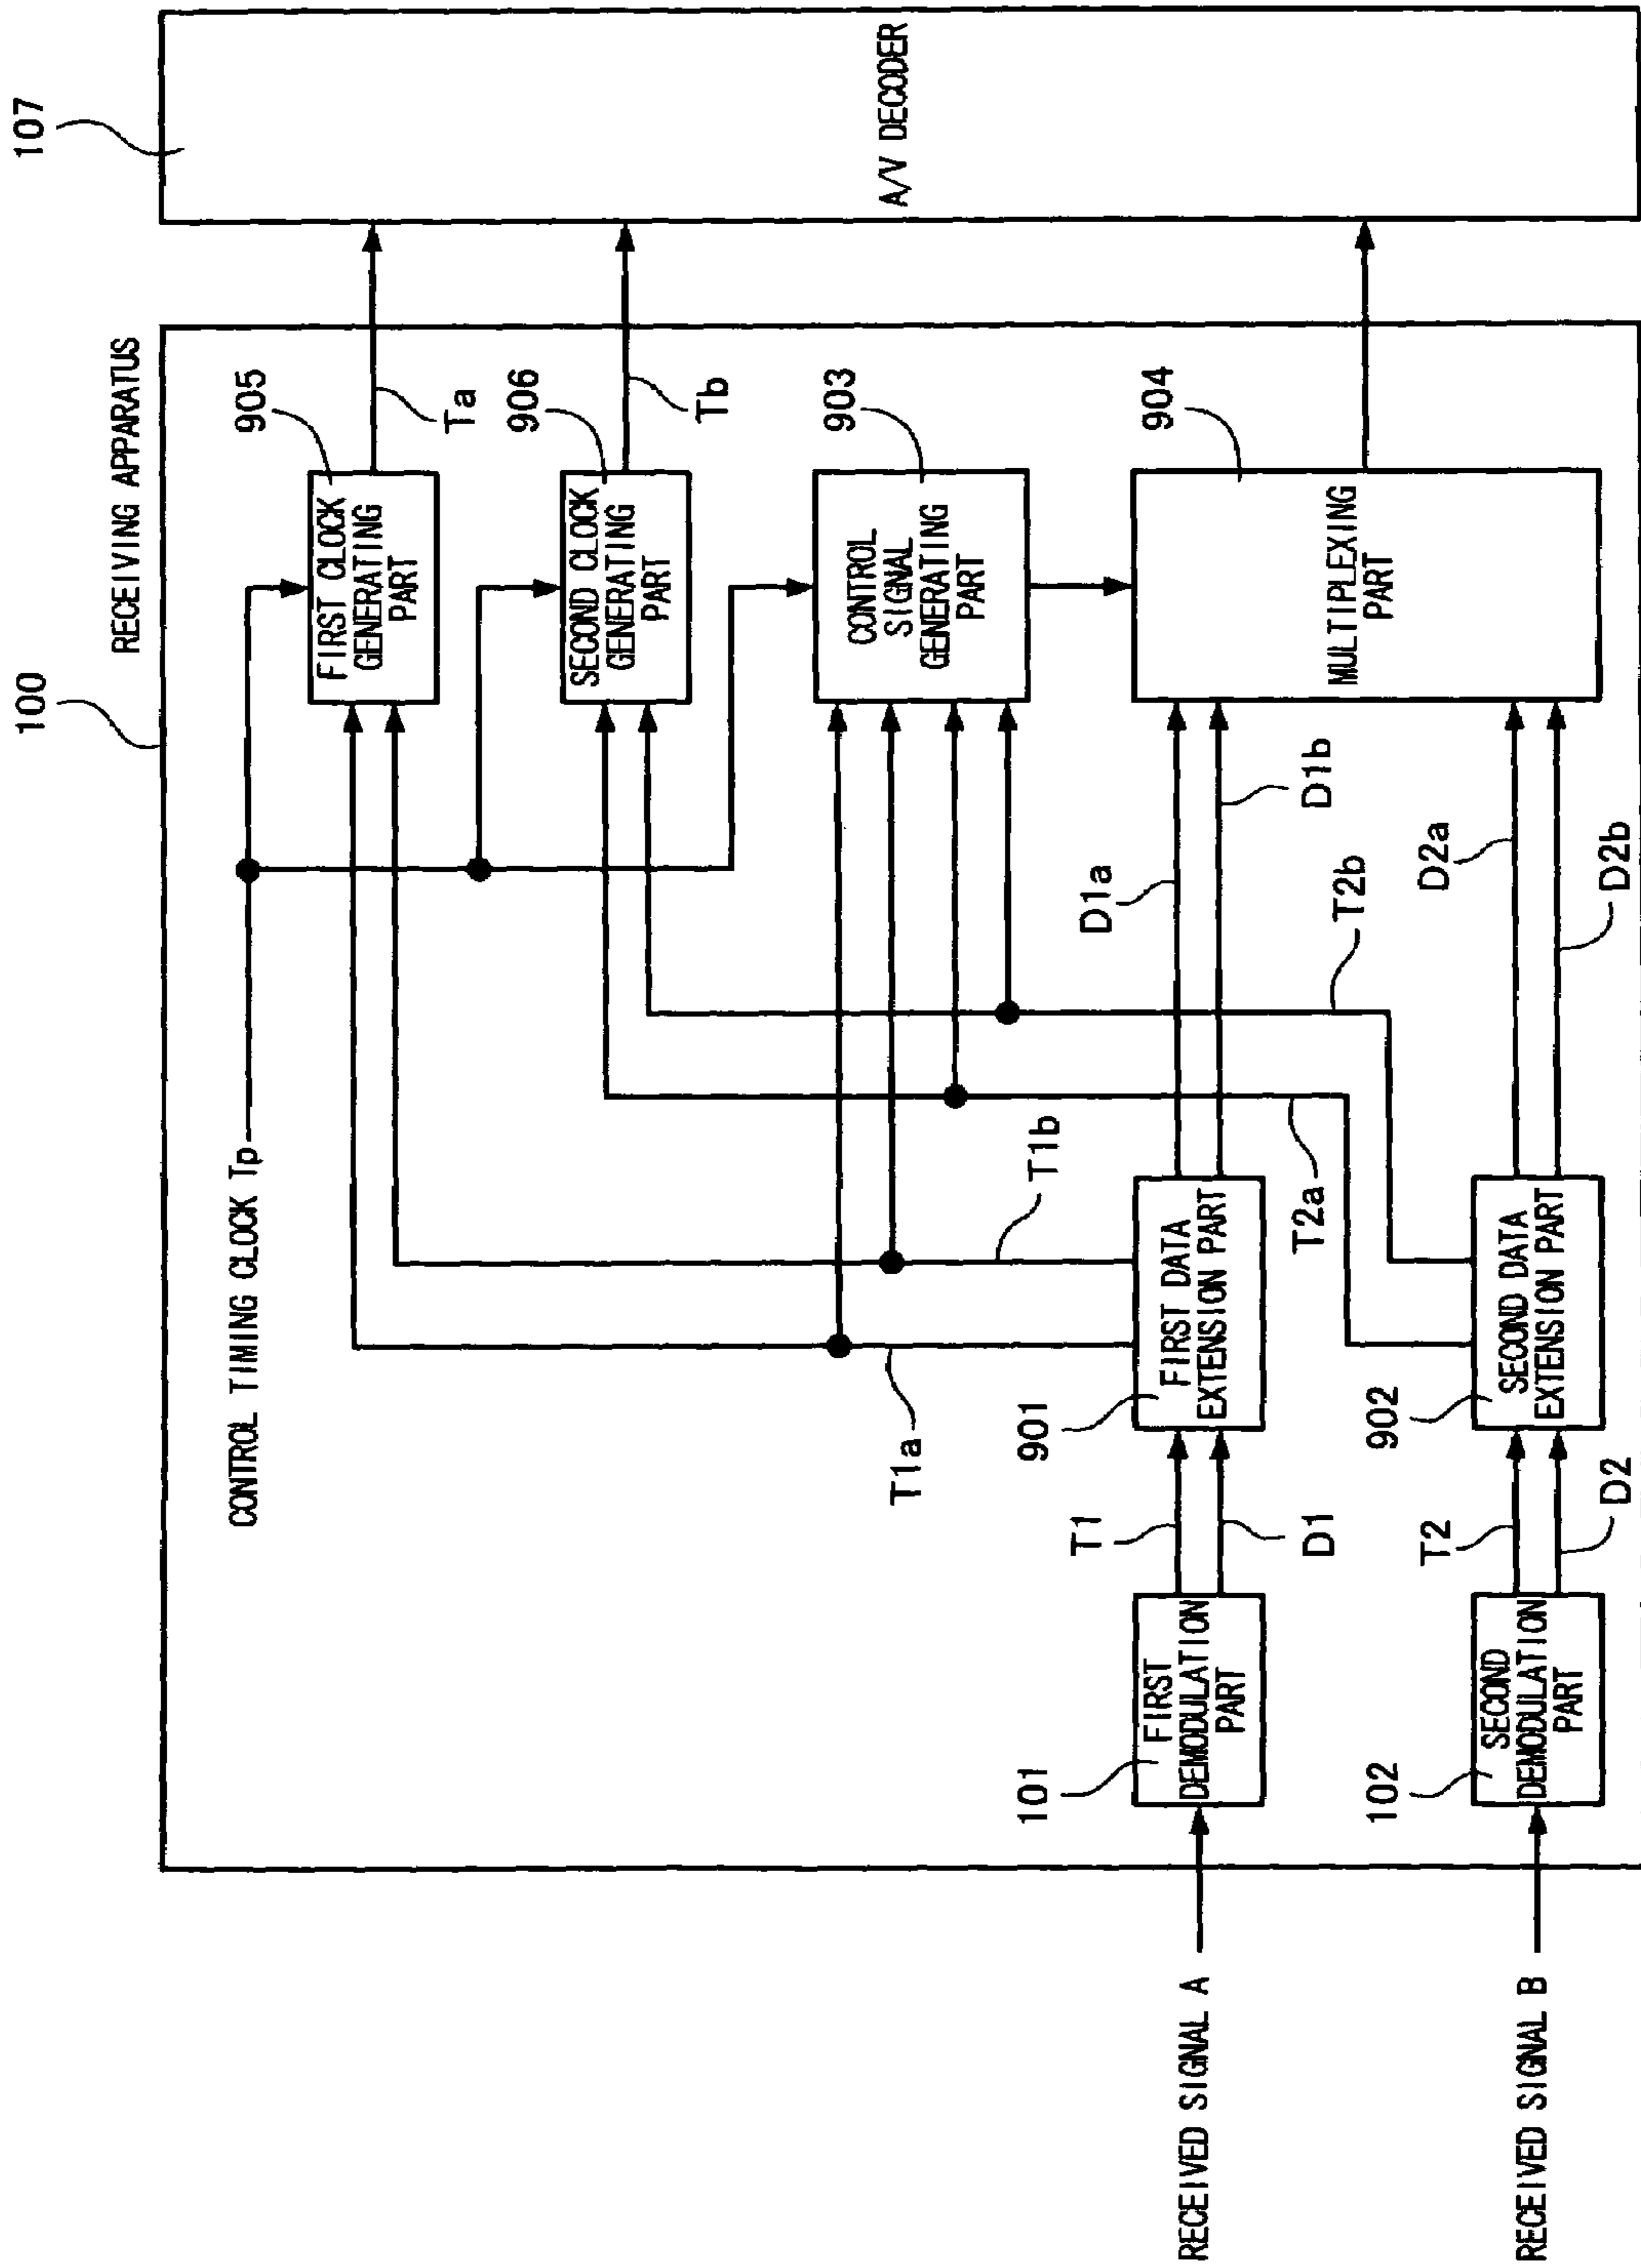 100
RECEIVING APPARATUS
107
CONTROL TIMING CLOCK Tp
905
FIRST CLOCK
GENERATING
PART
Ta
906
SECOND CLOCK
GENERATING
PART
Tb
903
CONTROL
SIGNAL
GENERATING
PART
904
MULTIPLEXING
PART
A/V DECODER
T1a
T1b
T2a
T2b
D1a
D1b
D2a
D2b
RECEIVED SIGNAL A
101
FIRST
DEMODULATION
PART
T1
D1
901
FIRST DATA
EXTENSION PART
RECEIVED SIGNAL B
102
SECOND
DEMODULATION
PART
T2
D2
902
SECOND DATA
EXTENSION PART